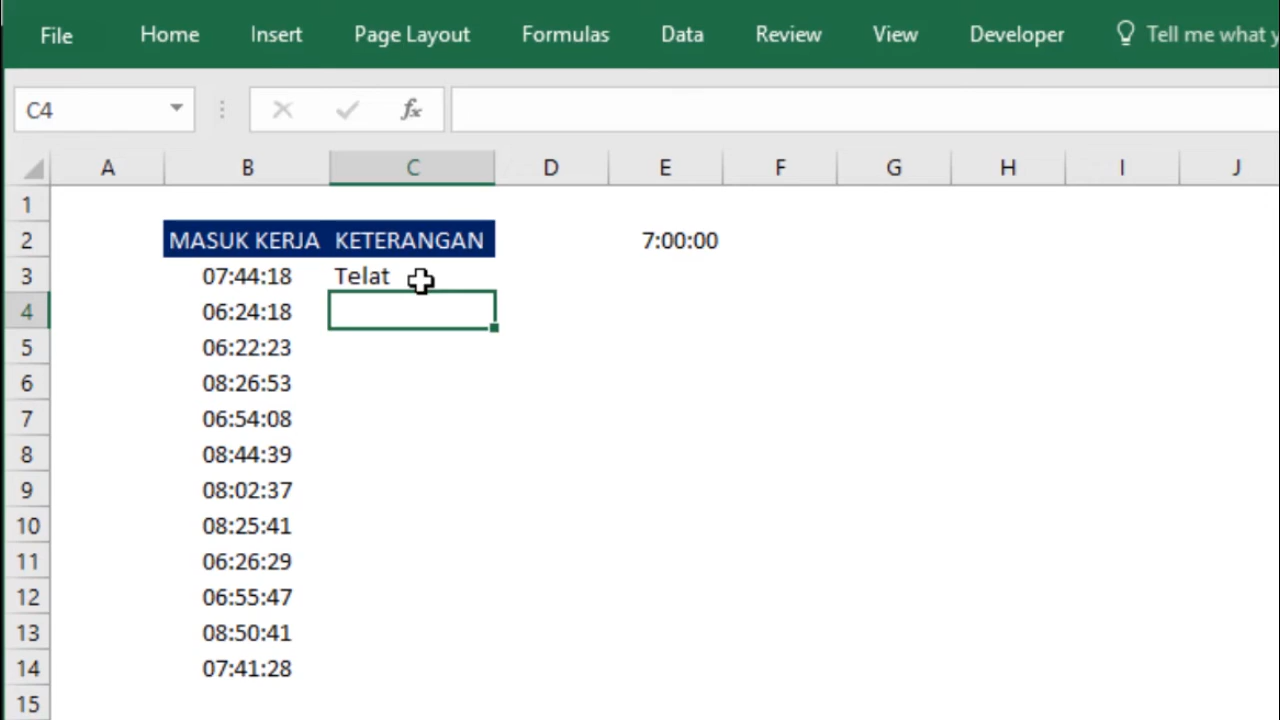 File Home Insert Page Layout Formulas Data Review View Developer Tell me what y
C4 fx
A B C D E F G H I J
1
2 MASUK KERJA KETERANGAN 7:00:00
3 07:44:18 Telat
4 06:24:18
5 06:22:23
6 08:26:53
7 06:54:08
8 08:44:39
9 08:02:37
10 08:25:41
11 06:26:29
12 06:55:47
13 08:50:41
14 07:41:28
15